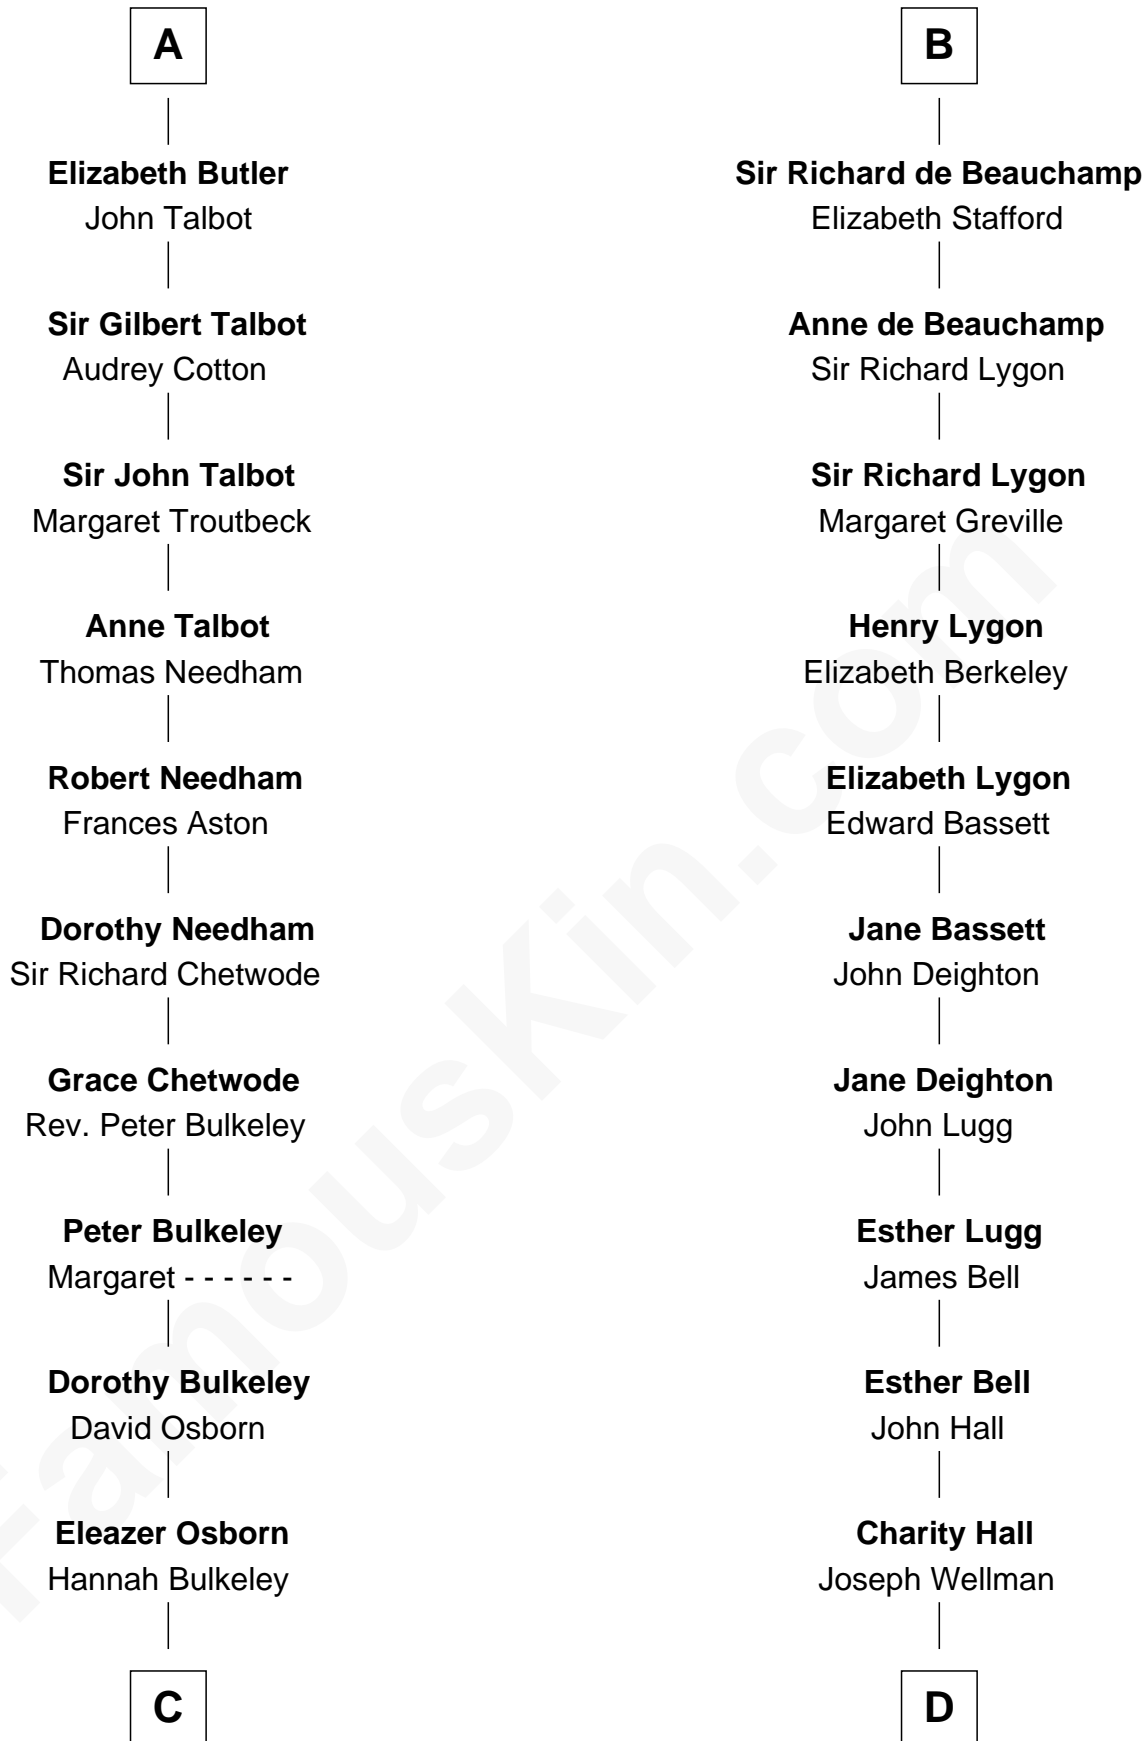 A
Elizabeth Butler
John Talbot
Sir Gilbert Talbot
Audrey Cotton
Sir John Talbot
Margaret Troutbeck
Anne Talbot
Thomas Needham
Robert Needham
Frances Aston
Dorothy Needham
Sir Richard Chetwode
Grace Chetwode
Rev. Peter Bulkeley
Peter Bulkeley
Margaret - - - - - -
Dorothy Bulkeley
David Osborn
Eleazer Osborn
Hannah Bulkeley
C
B
Sir Richard de Beauchamp
Elizabeth Stafford
Anne de Beauchamp
Sir Richard Lygon
Sir Richard Lygon
Margaret Greville
Henry Lygon
Elizabeth Berkeley
Elizabeth Lygon
Edward Bassett
Jane Bassett
John Deighton
Jane Deighton
John Lugg
Esther Lugg
James Bell
Esther Bell
John Hall
Charity Hall
Joseph Wellman
D
FamousKin.com